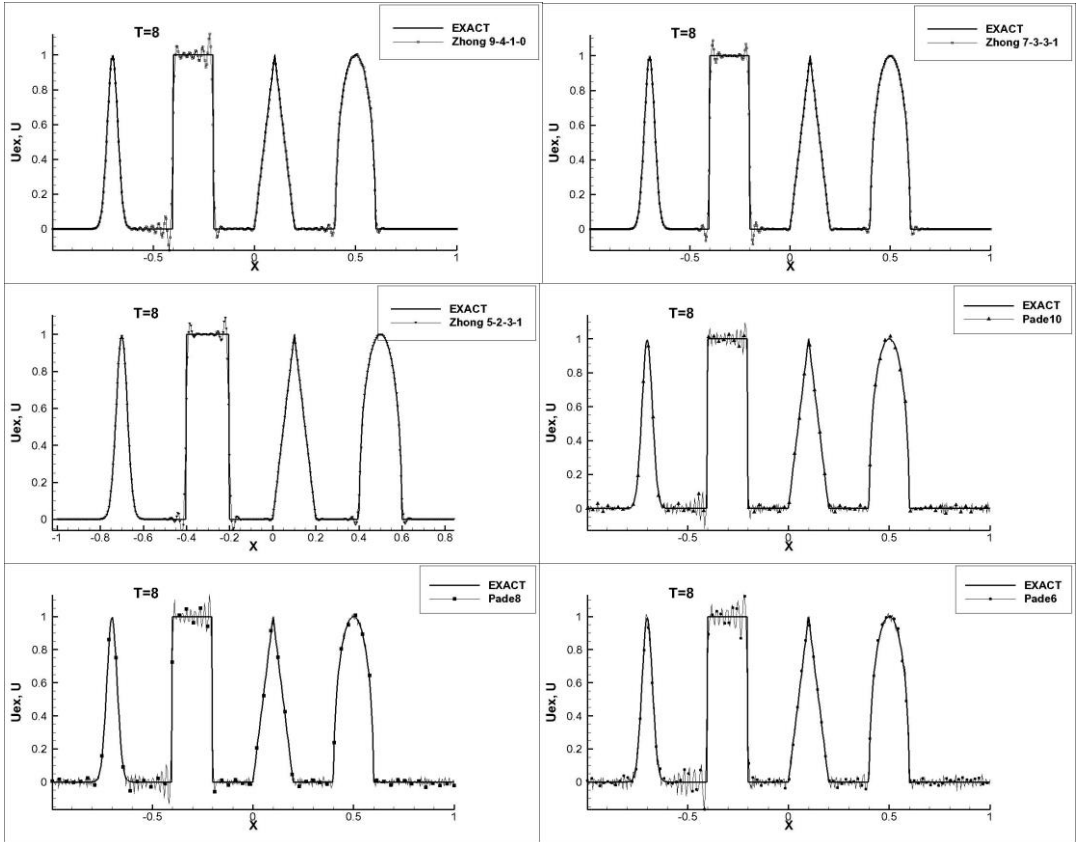 T=8
EXACT
Zhong 9-4-1-0
1
0.8
0.6
0.4
0.2
0
Uex, U
-0.5
0
0.5
1
X
T=8
EXACT
Zhong 7-3-3-1
1
0.8
0.6
0.4
0.2
0
Uex, U
-0.5
0
0.5
1
X
T=8
EXACT
Zhong 5-2-3-1
1
0.8
0.6
0.4
0.2
0
Uex, U
-1
-0.8
-0.6
-0.4
-0.2
0
0.2
0.4
0.6
0.8
X
T=8
EXACT
Pade10
1
0.8
0.6
0.4
0.2
0
Uex, U
-0.5
0
0.5
1
X
T=8
EXACT
Pade8
1
0.8
0.6
0.4
0.2
0
Uex, U
-0.5
0
0.5
1
X
T=8
EXACT
Pade6
1
0.8
0.6
0.4
0.2
0
Uex, U
-0.5
0
0.5
1
X